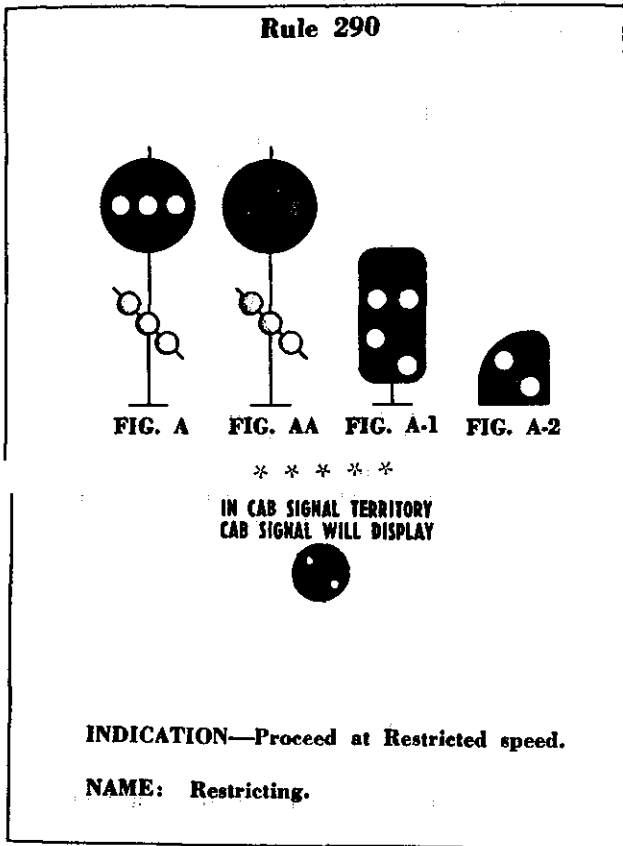 Rule 290
FIG. A FIG. AA FIG. A-1 FIG. A-2
* * * * *
IN CAB SIGNAL TERRITORY
CAB SIGNAL WILL DISPLAY
INDICATION—Proceed at Restricted speed.
NAME: Restricting.